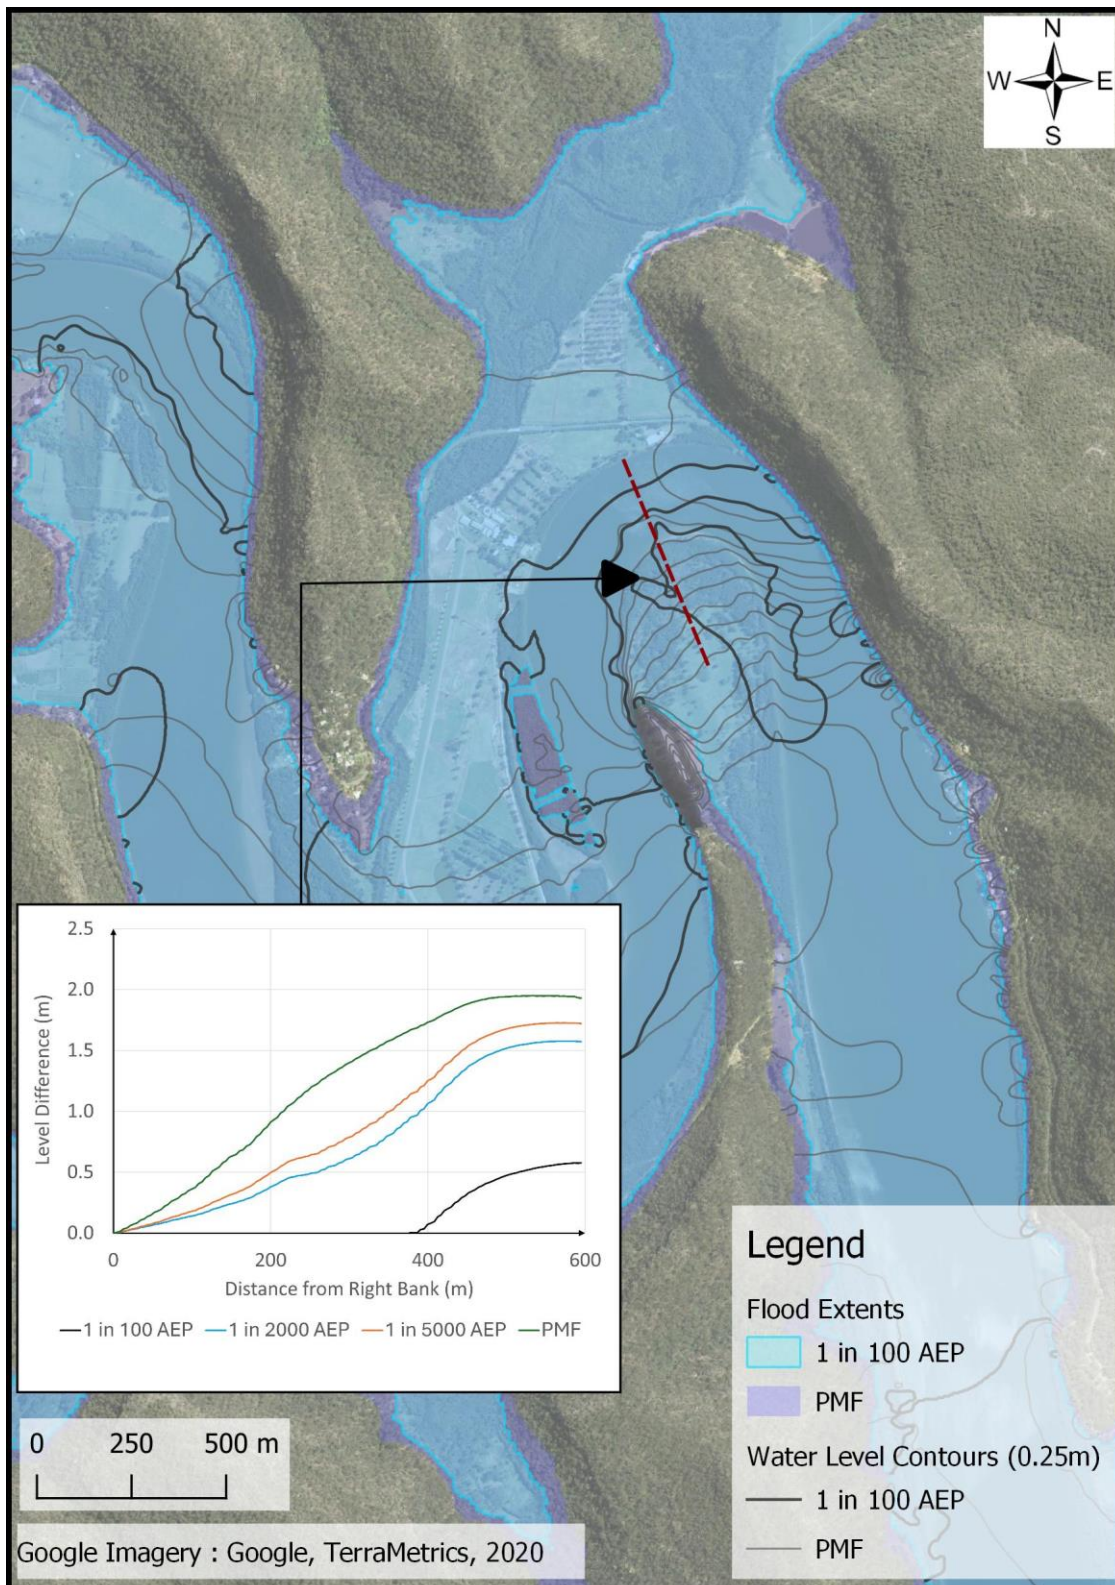 N
W E
S
2.5
2.0
1.5
1.0
0.5
0.0
Level Difference (m)
0 200 400 600
Distance from Right Bank (m)
1 in 100 AEP 1 in 2000 AEP 1 in 5000 AEP PMF
0 250 500 m
Google Imagery : Google, TerraMetrics, 2020
Legend
Flood Extents
1 in 100 AEP
PMF
Water Level Contours (0.25m)
1 in 100 AEP
PMF